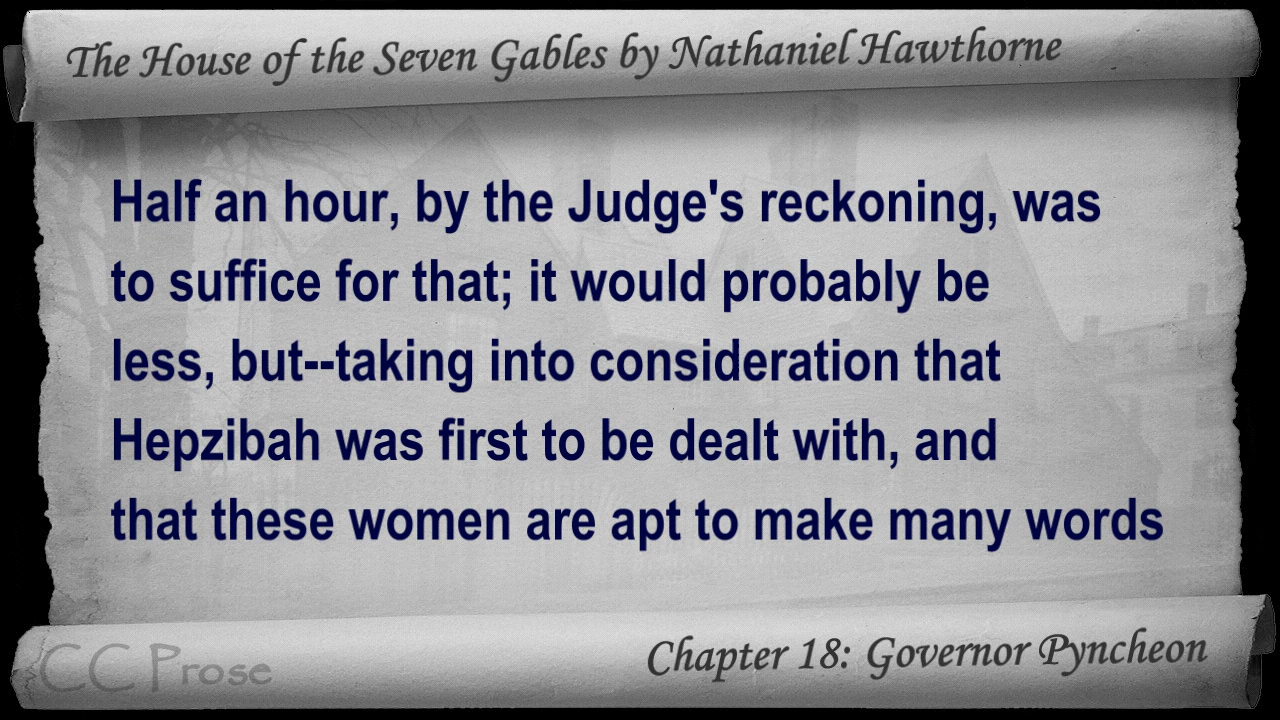 The House of the Seven Gables by Nathaniel Hawthorne
Half an hour, by the Judge's reckoning, was
to suffice for that; it would probably be
less, but--taking into consideration that
Hepzibah was first to be dealt with, and
that these women are apt to make many words
CC Prose
Chapter 18: Governor Pyncheon